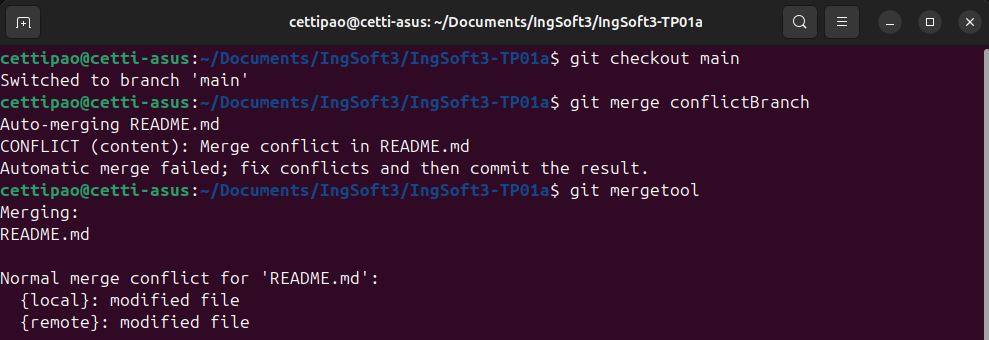 cettipao@cetti-asus: ~/Documents/IngSoft3/IngSoft3-TP01a
cettipao@cetti-asus:~/Documents/IngSoft3/IngSoft3-TP01a$ git checkout main
Switched to branch 'main'
cettipao@cetti-asus:~/Documents/IngSoft3/IngSoft3-TP01a$ git merge conflictBranch
Auto-merging README.md
CONFLICT (content): Merge conflict in README.md
Automatic merge failed; fix conflicts and then commit the result.
cettipao@cetti-asus:~/Documents/IngSoft3/IngSoft3-TP01a$ git mergetool
Merging:
README.md
Normal merge conflict for 'README.md':
  {local}: modified file
  {remote}: modified file